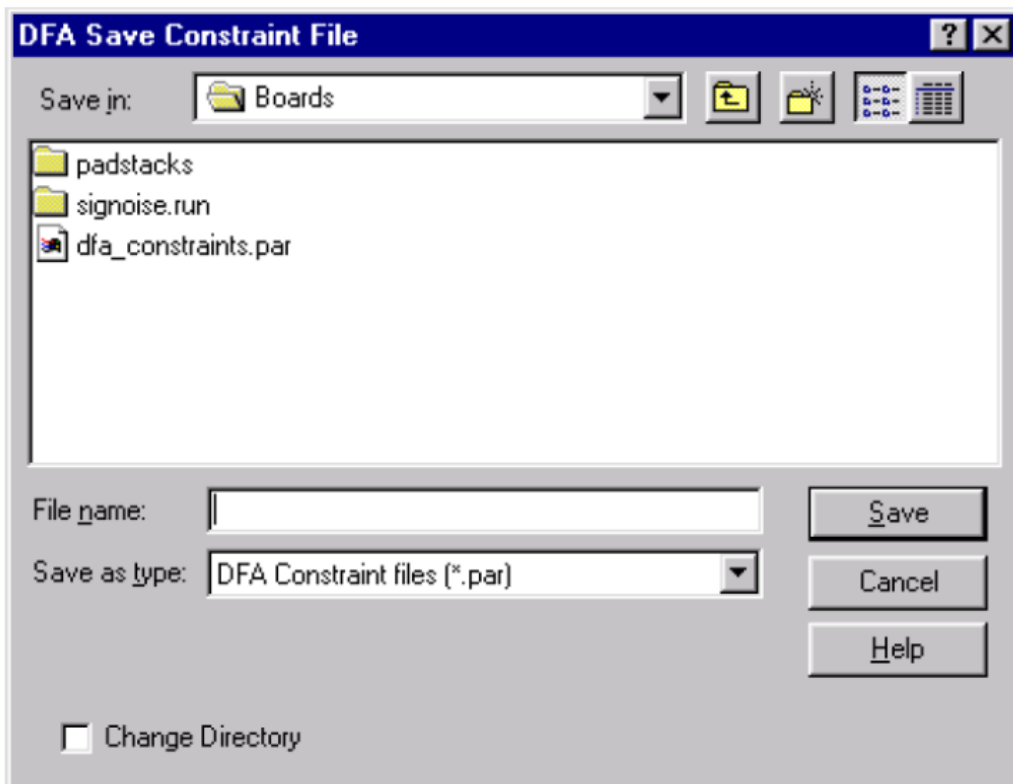 DFA Save Constraint File
Save in: Boards
padstacks
signoise.run
dfa_constraints.par
File name: Save
Save as type: DFA Constraint files (*.par) Cancel
Help
Change Directory